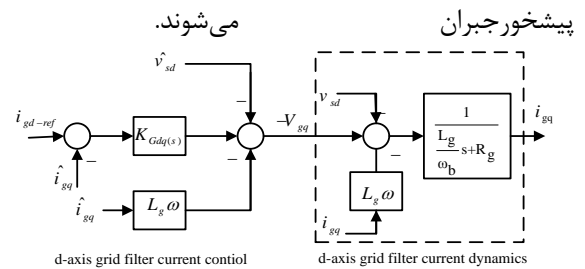 پیشخورجبران می‌شوند.
v̂_sd
i_gd-ref
−
K_Gdq(s)
−
−
−V_gq
î_gq
î_gq
L_g ω
d-axis grid filter current contiol
v_sd
−
−
1
L_g
ω_b
s+R_g
i_gq
L_g ω
i_gq
d-axis grid filter current dynamics